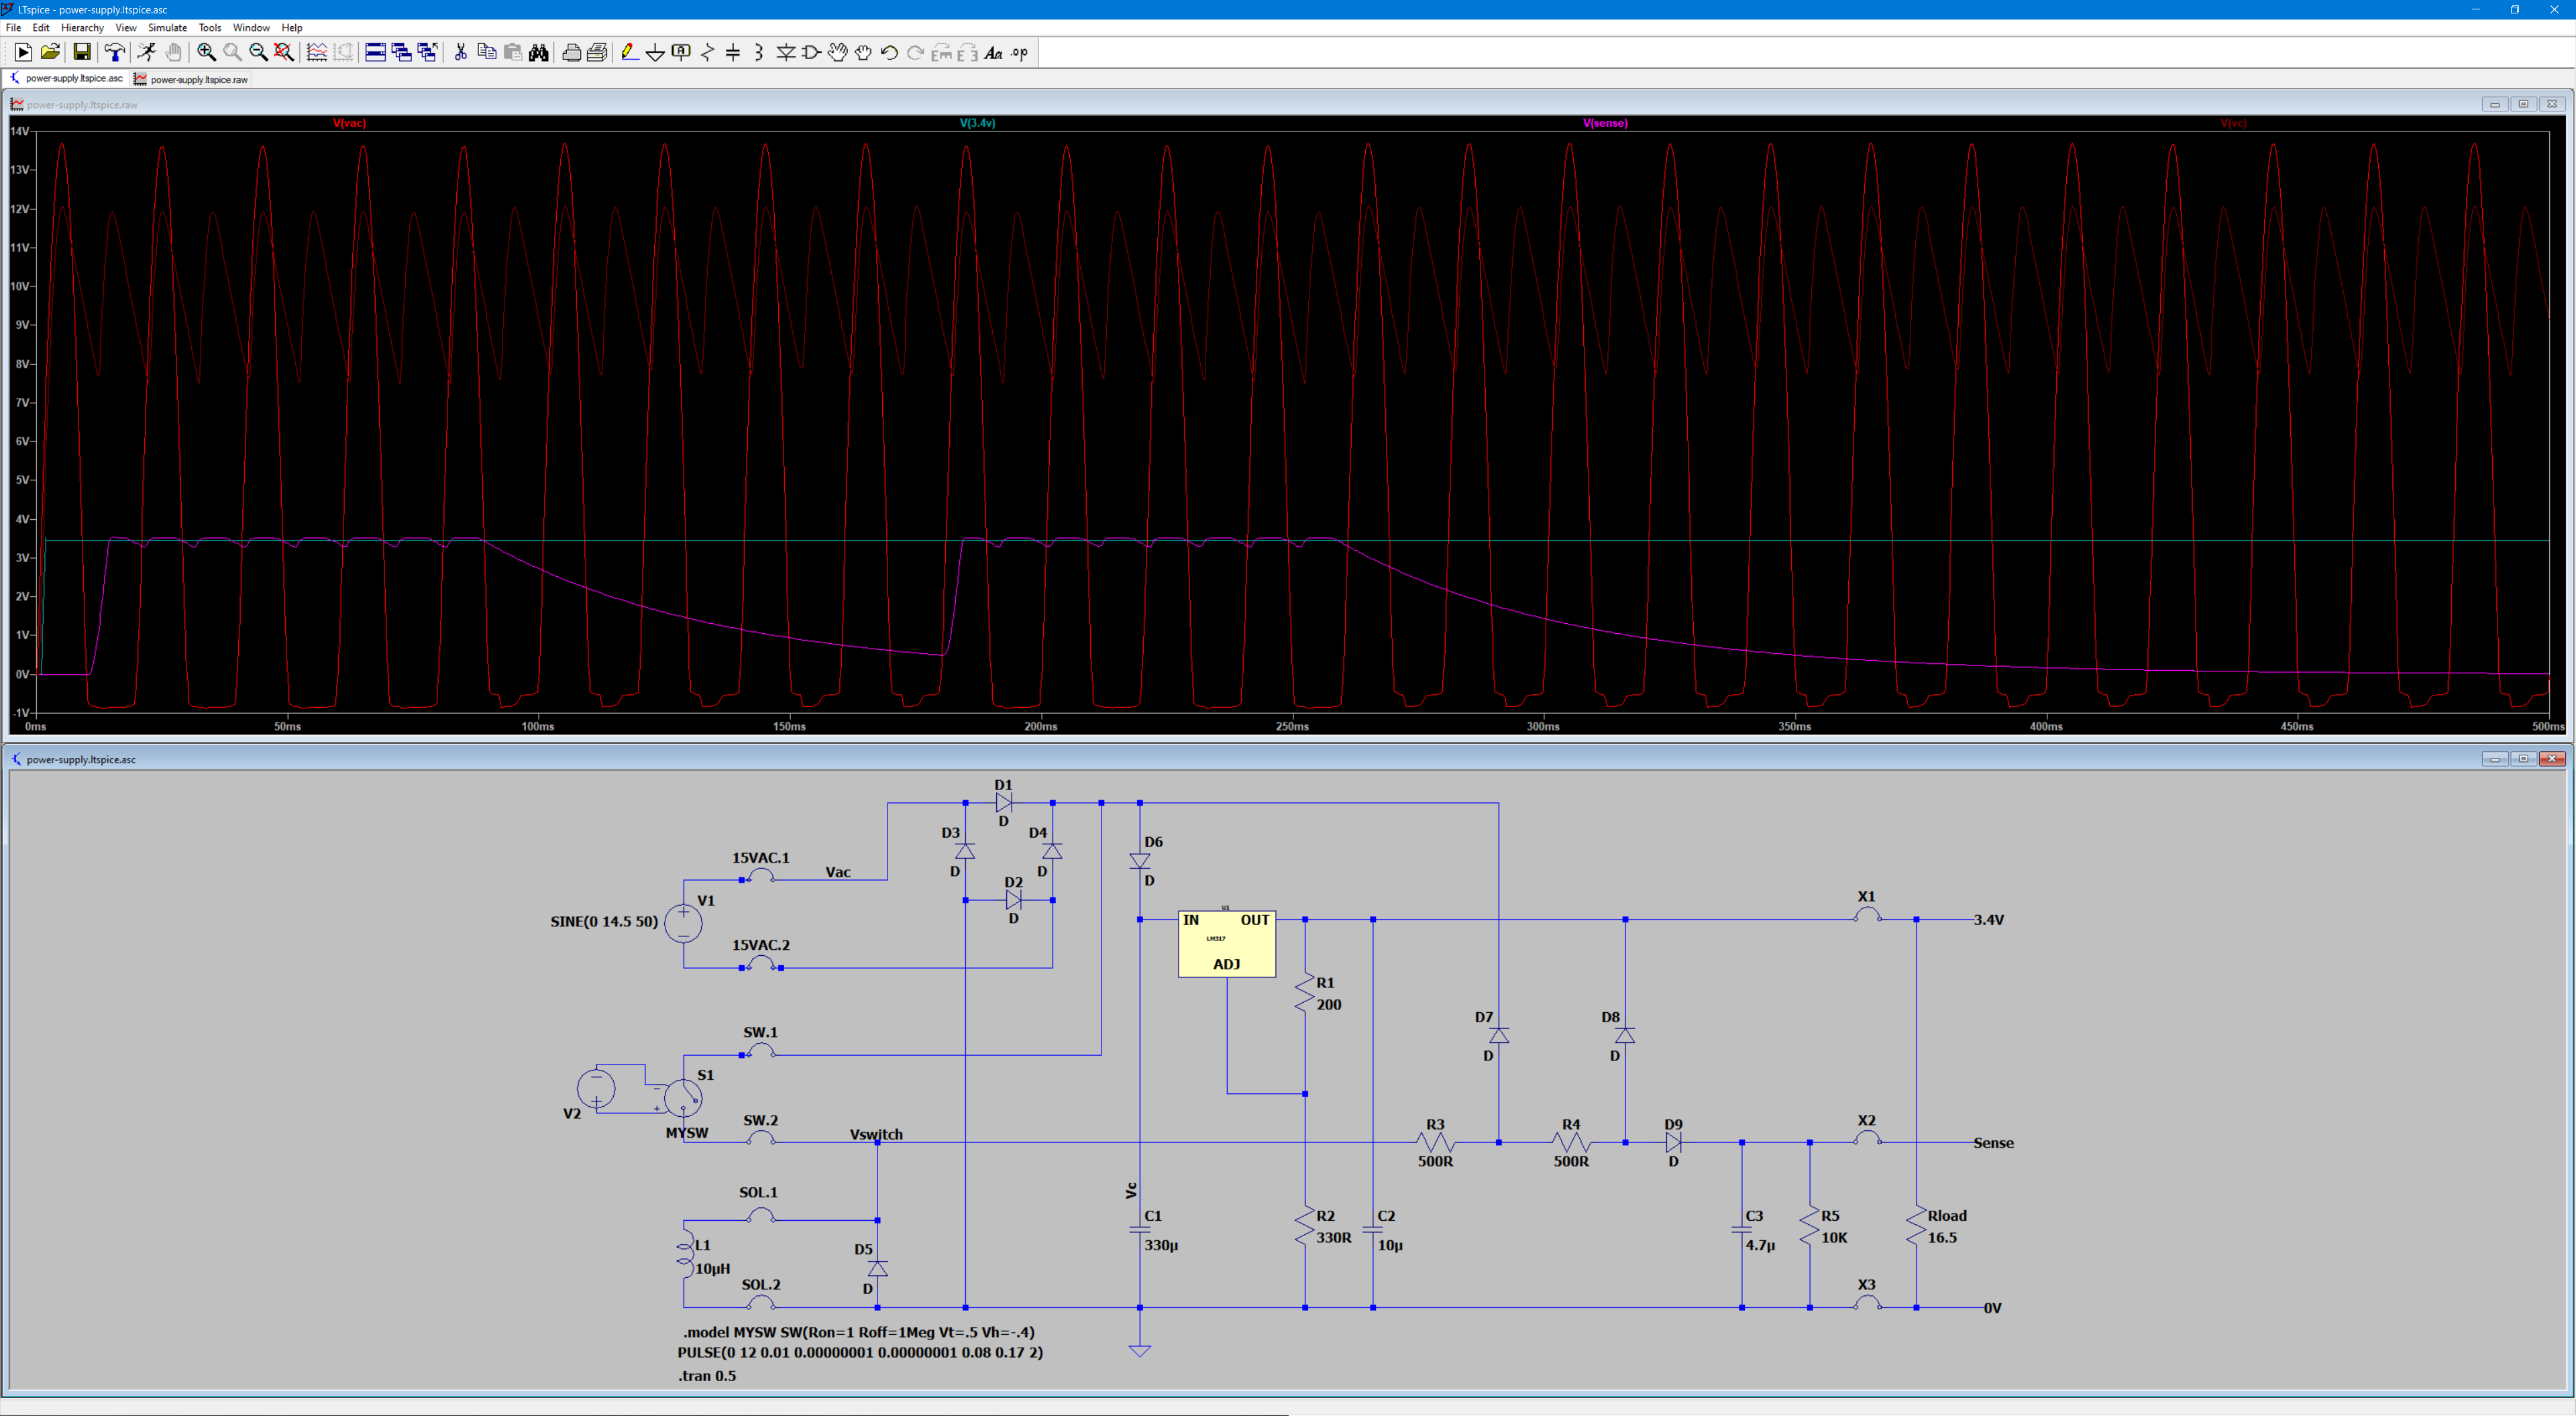 LTspice - power-supply.ltspice.asc
File Edit Hierarchy View Simulate Tools Window Help
Aa .op
power-supply.ltspice.asc power-supply.ltspice.raw
power-supply.ltspice.raw
V(vac) V(3.4v) V(sense) V(vc)
14V
13V
12V
11V
10V
9V
8V
7V
6V
5V
4V
3V
2V
1V
0V
-1V
0ms 50ms 100ms 150ms 200ms 250ms 300ms 350ms 400ms 450ms 500ms
power-supply.ltspice.asc
D1
D
D3
D
D4
D
D2
D
D6
D
15VAC.1
Vac
V1
SINE(0 14.5 50)
15VAC.2
U1
IN OUT
LM317
ADJ
X1
3.4V
R1
200
SW.1
S1
V2
MYSW
SW.2
Vswitch
D7
D
D8
D
R3
500R
R4
500R
D9
D
X2
Sense
SOL.1
L1
10µH
SOL.2
D5
D
Vc
C1
330µ
R2
330R
C2
10µ
C3
4.7µ
R5
10K
Rload
16.5
X3
0V
.model MYSW SW(Ron=1 Roff=1Meg Vt=.5 Vh=-.4)
PULSE(0 12 0.01 0.00000001 0.00000001 0.08 0.17 2)
.tran 0.5